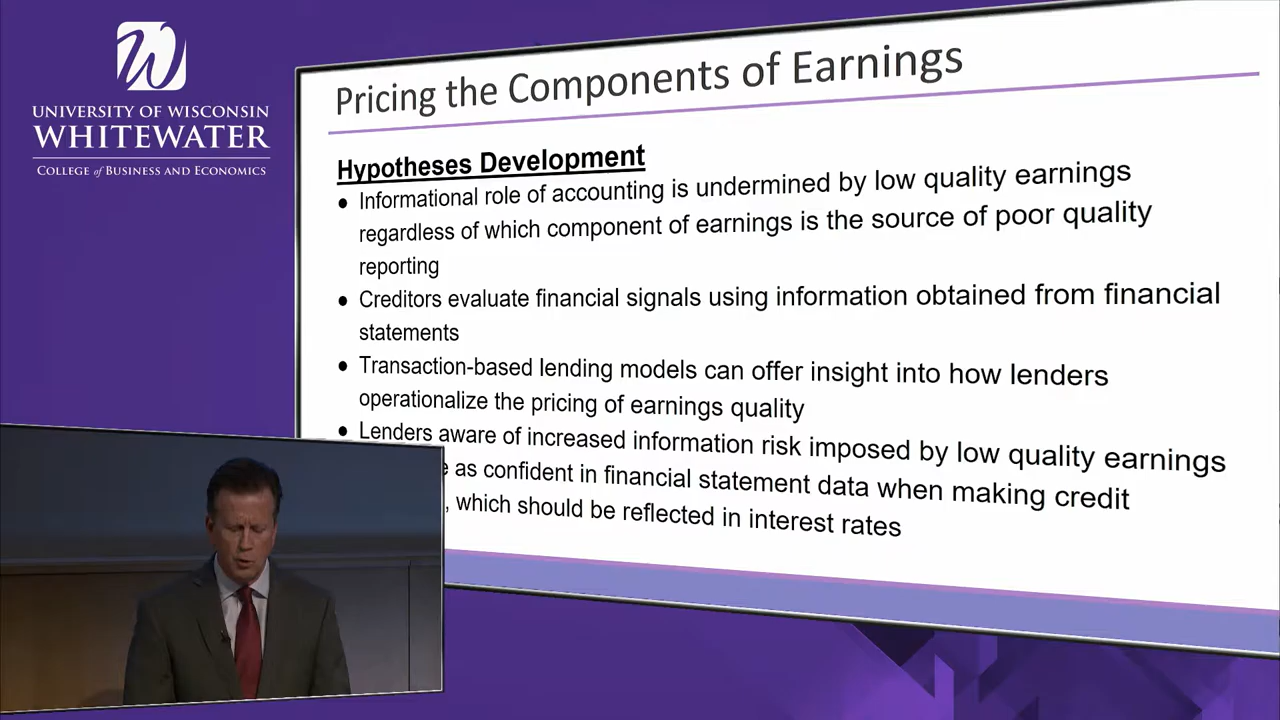 W
UNIVERSITY OF WISCONSIN
WHITEWATER
COLLEGE of BUSINESS AND ECONOMICS
Pricing the Components of Earnings
Hypotheses Development
• Informational role of accounting is undermined by low quality earnings
regardless of which component of earnings is the source of poor quality
reporting
• Creditors evaluate financial signals using information obtained from financial
statements
• Transaction-based lending models can offer insight into how lenders
operationalize the pricing of earnings quality
• Lenders aware of increased information risk imposed by low quality earnings
as confident in financial statement data when making credit
, which should be reflected in interest rates